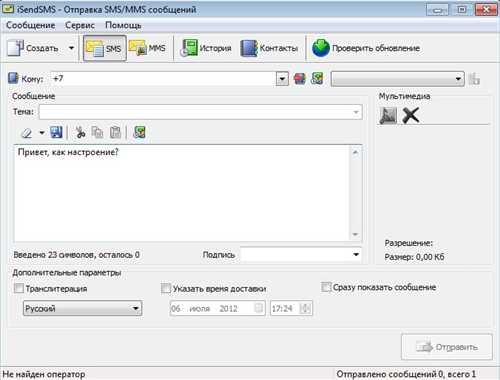 iSendSMS - Отправка SMS/MMS сообщений
Сообщение Сервис Помощь
Создать SMS MMS История Контакты Проверить обновление
Кому: +7
Сообщение Мультимедиа
Тема:
Привет, как настроение?
Разрешение:
Введено 23 символов, осталось 0 Подпись Размер: 0,00 Кб
Дополнительные параметры
Транслитерация Указать время доставки Сразу показать сообщение
Русский 06 июля 2012 17:24
Отправить
Не найден оператор Отправлено сообщений 0, всего 1